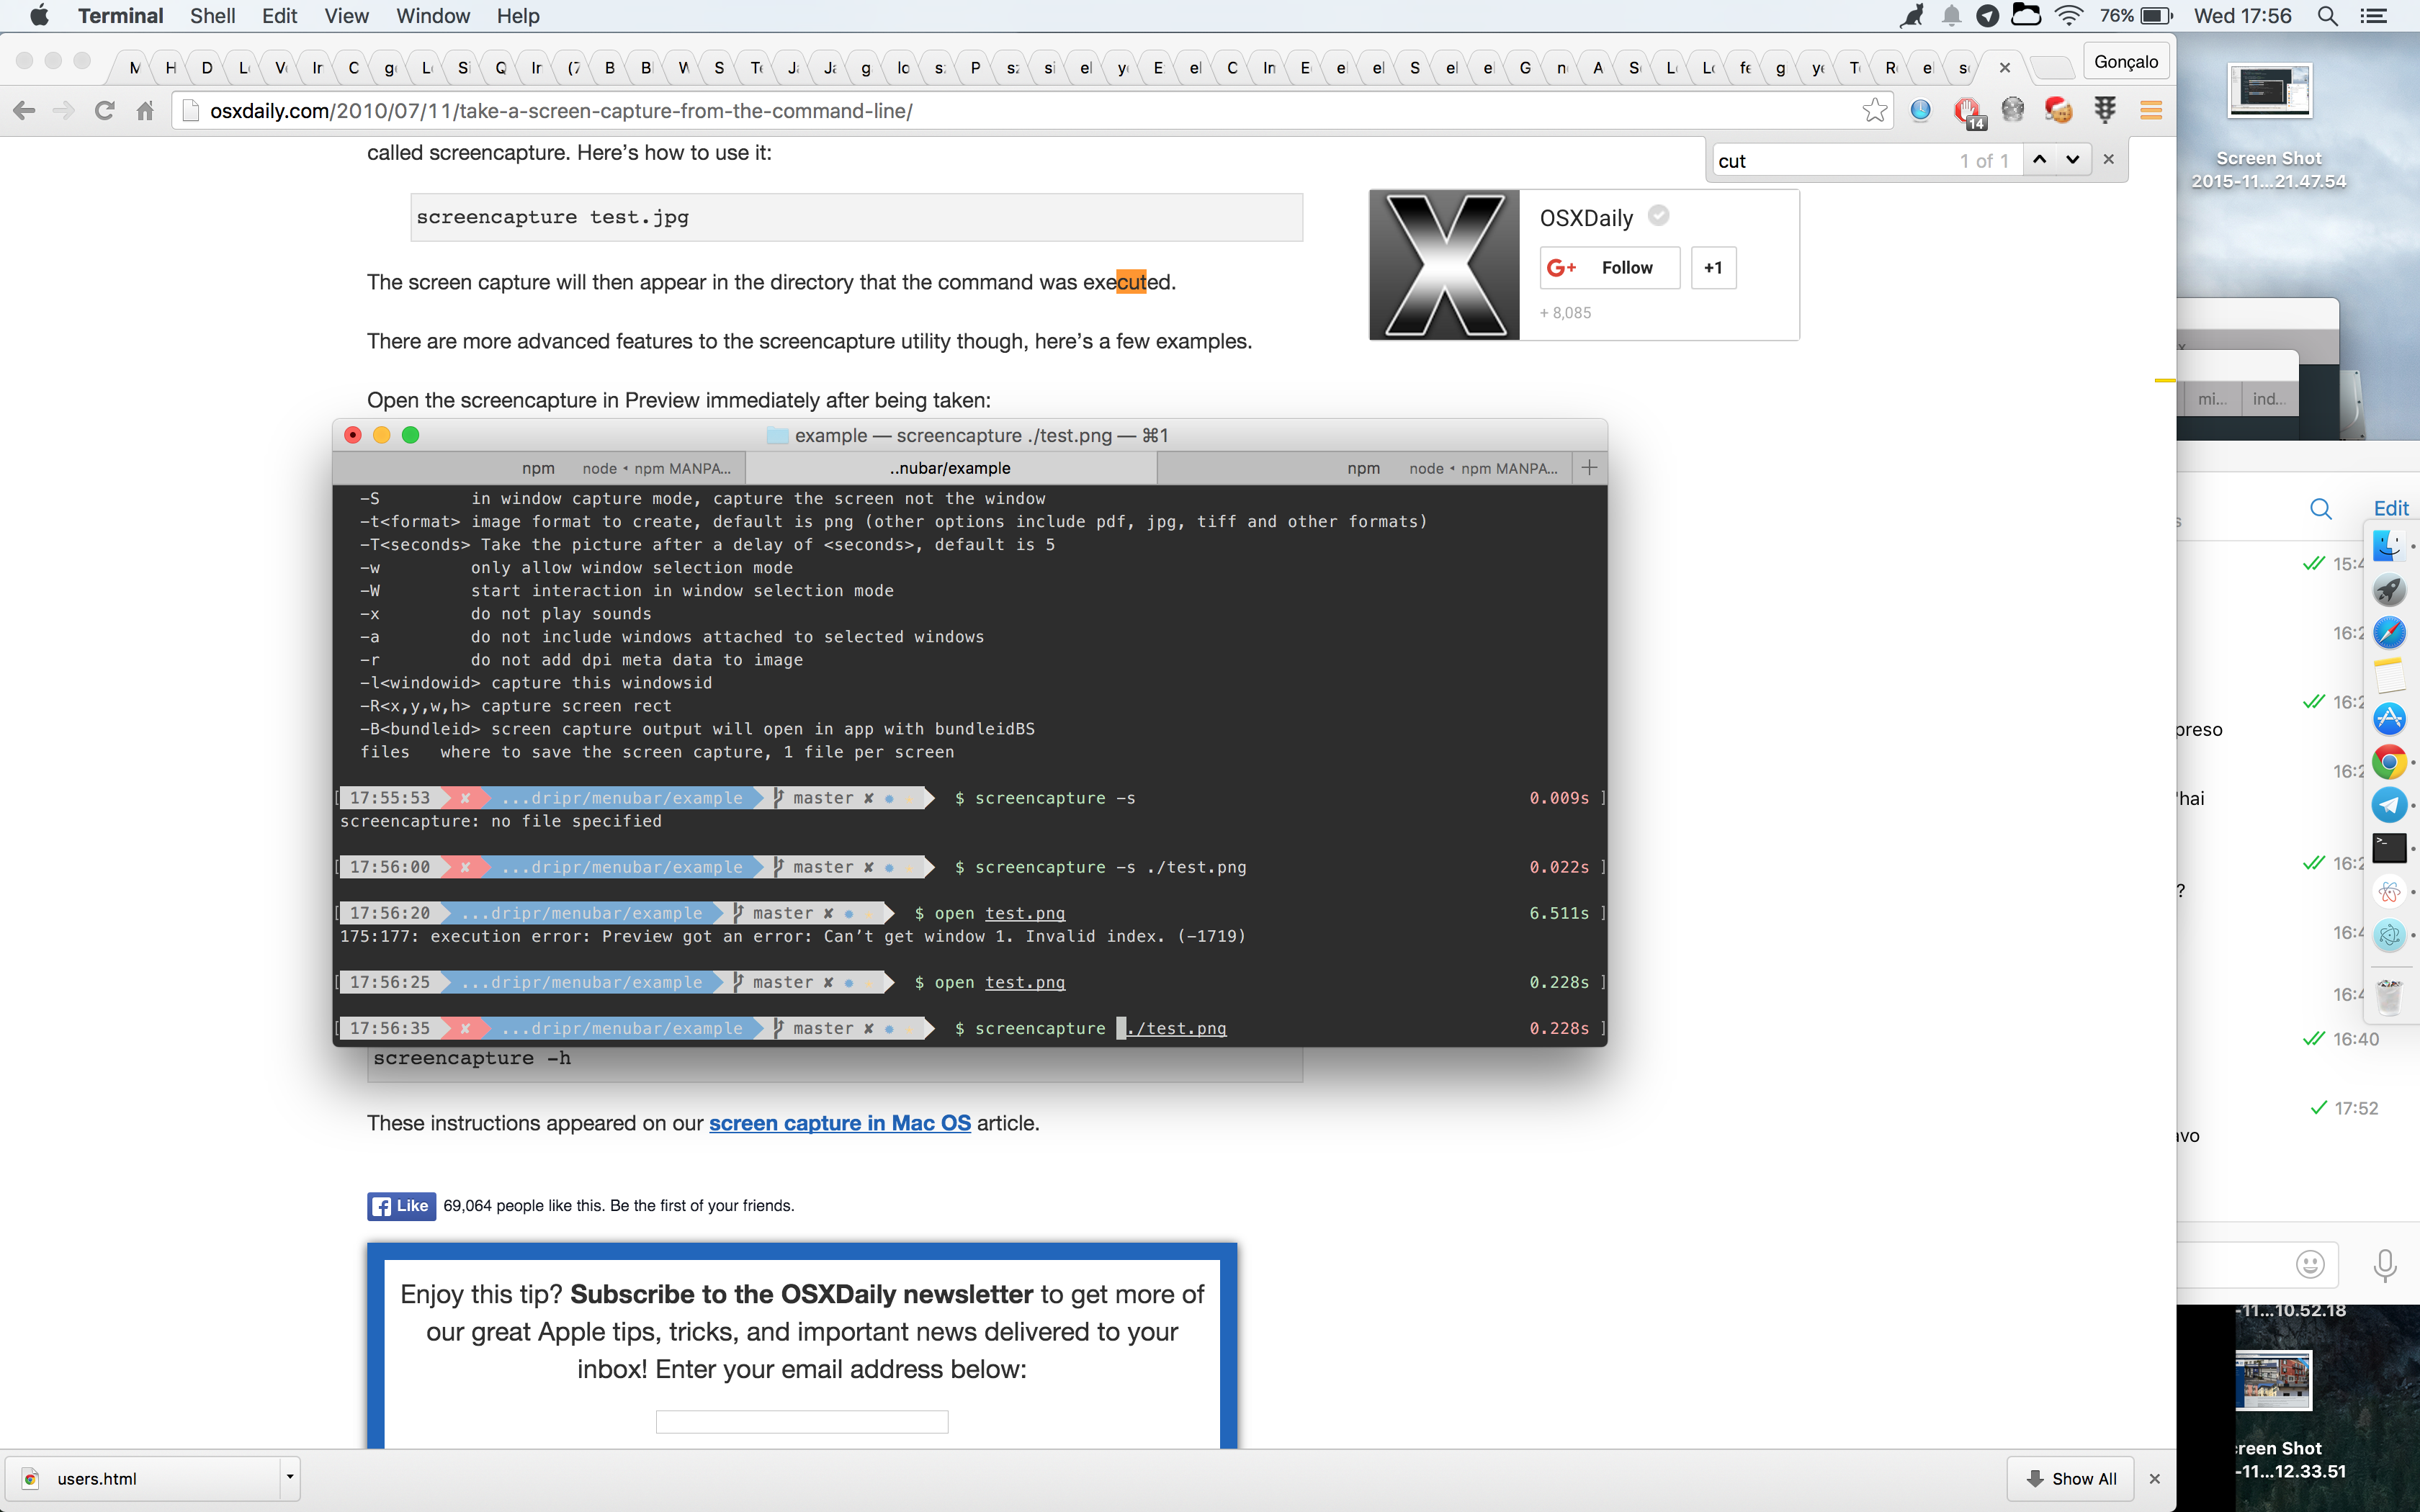 Terminal Shell Edit View Window Help 76% Wed 17:56
M H D L V Ir C g L Si Q Ir (7 B B W S T J J g lo s P s si el y E el C In E e el S el e G n A S L L fe g y T R e s Gonçalo
osxdaily.com/2010/07/11/take-a-screen-capture-from-the-command-line/
14
cut 1 of 1
called screencapture. Here's how to use it:
screencapture test.jpg
OSXDaily
G+ Follow +1
+ 8,085
The screen capture will then appear in the directory that the command was executed.
There are more advanced features to the screencapture utility though, here's a few examples.
Open the screencapture in Preview immediately after being taken:
example — screencapture ./test.png — ⌘1
npm node ◂ npm MANPA... ..nubar/example npm node ◂ npm MANPA... +
-S in window capture mode, capture the screen not the window
-t<format> image format to create, default is png (other options include pdf, jpg, tiff and other formats)
-T<seconds> Take the picture after a delay of <seconds>, default is 5
-w only allow window selection mode
-W start interaction in window selection mode
-x do not play sounds
-a do not include windows attached to selected windows
-r do not add dpi meta data to image
-l<windowid> capture this windowsid
-R<x,y,w,h> capture screen rect
-B<bundleid> screen capture output will open in app with bundleidBS
files where to save the screen capture, 1 file per screen
[ 17:55:53 ✘ ...dripr/menubar/example master ✘ $ screencapture -s 0.009s ]
screencapture: no file specified
[ 17:56:00 ✘ ...dripr/menubar/example master ✘ $ screencapture -s ./test.png 0.022s ]
[ 17:56:20 ...dripr/menubar/example master ✘ $ open test.png 6.511s ]
175:177: execution error: Preview got an error: Can't get window 1. Invalid index. (-1719)
[ 17:56:25 ...dripr/menubar/example master ✘ $ open test.png 0.228s ]
[ 17:56:35 ✘ ...dripr/menubar/example master ✘ $ screencapture ./test.png 0.228s ]
screencapture -h
These instructions appeared on our screen capture in Mac OS article.
Like 69,064 people like this. Be the first of your friends.
Enjoy this tip? Subscribe to the OSXDaily newsletter to get more of
our great Apple tips, tricks, and important news delivered to your
inbox! Enter your email address below:
users.html
Show All
Screen Shot
2015-11...21.47.54
mi... ind...
Edit
15:4
16:2
16:2
preso
16:2
'hai
16:2
?
16:4
16:4
16:40
17:52
avo
-11...10.52.18
creen Shot
-11...12.33.51